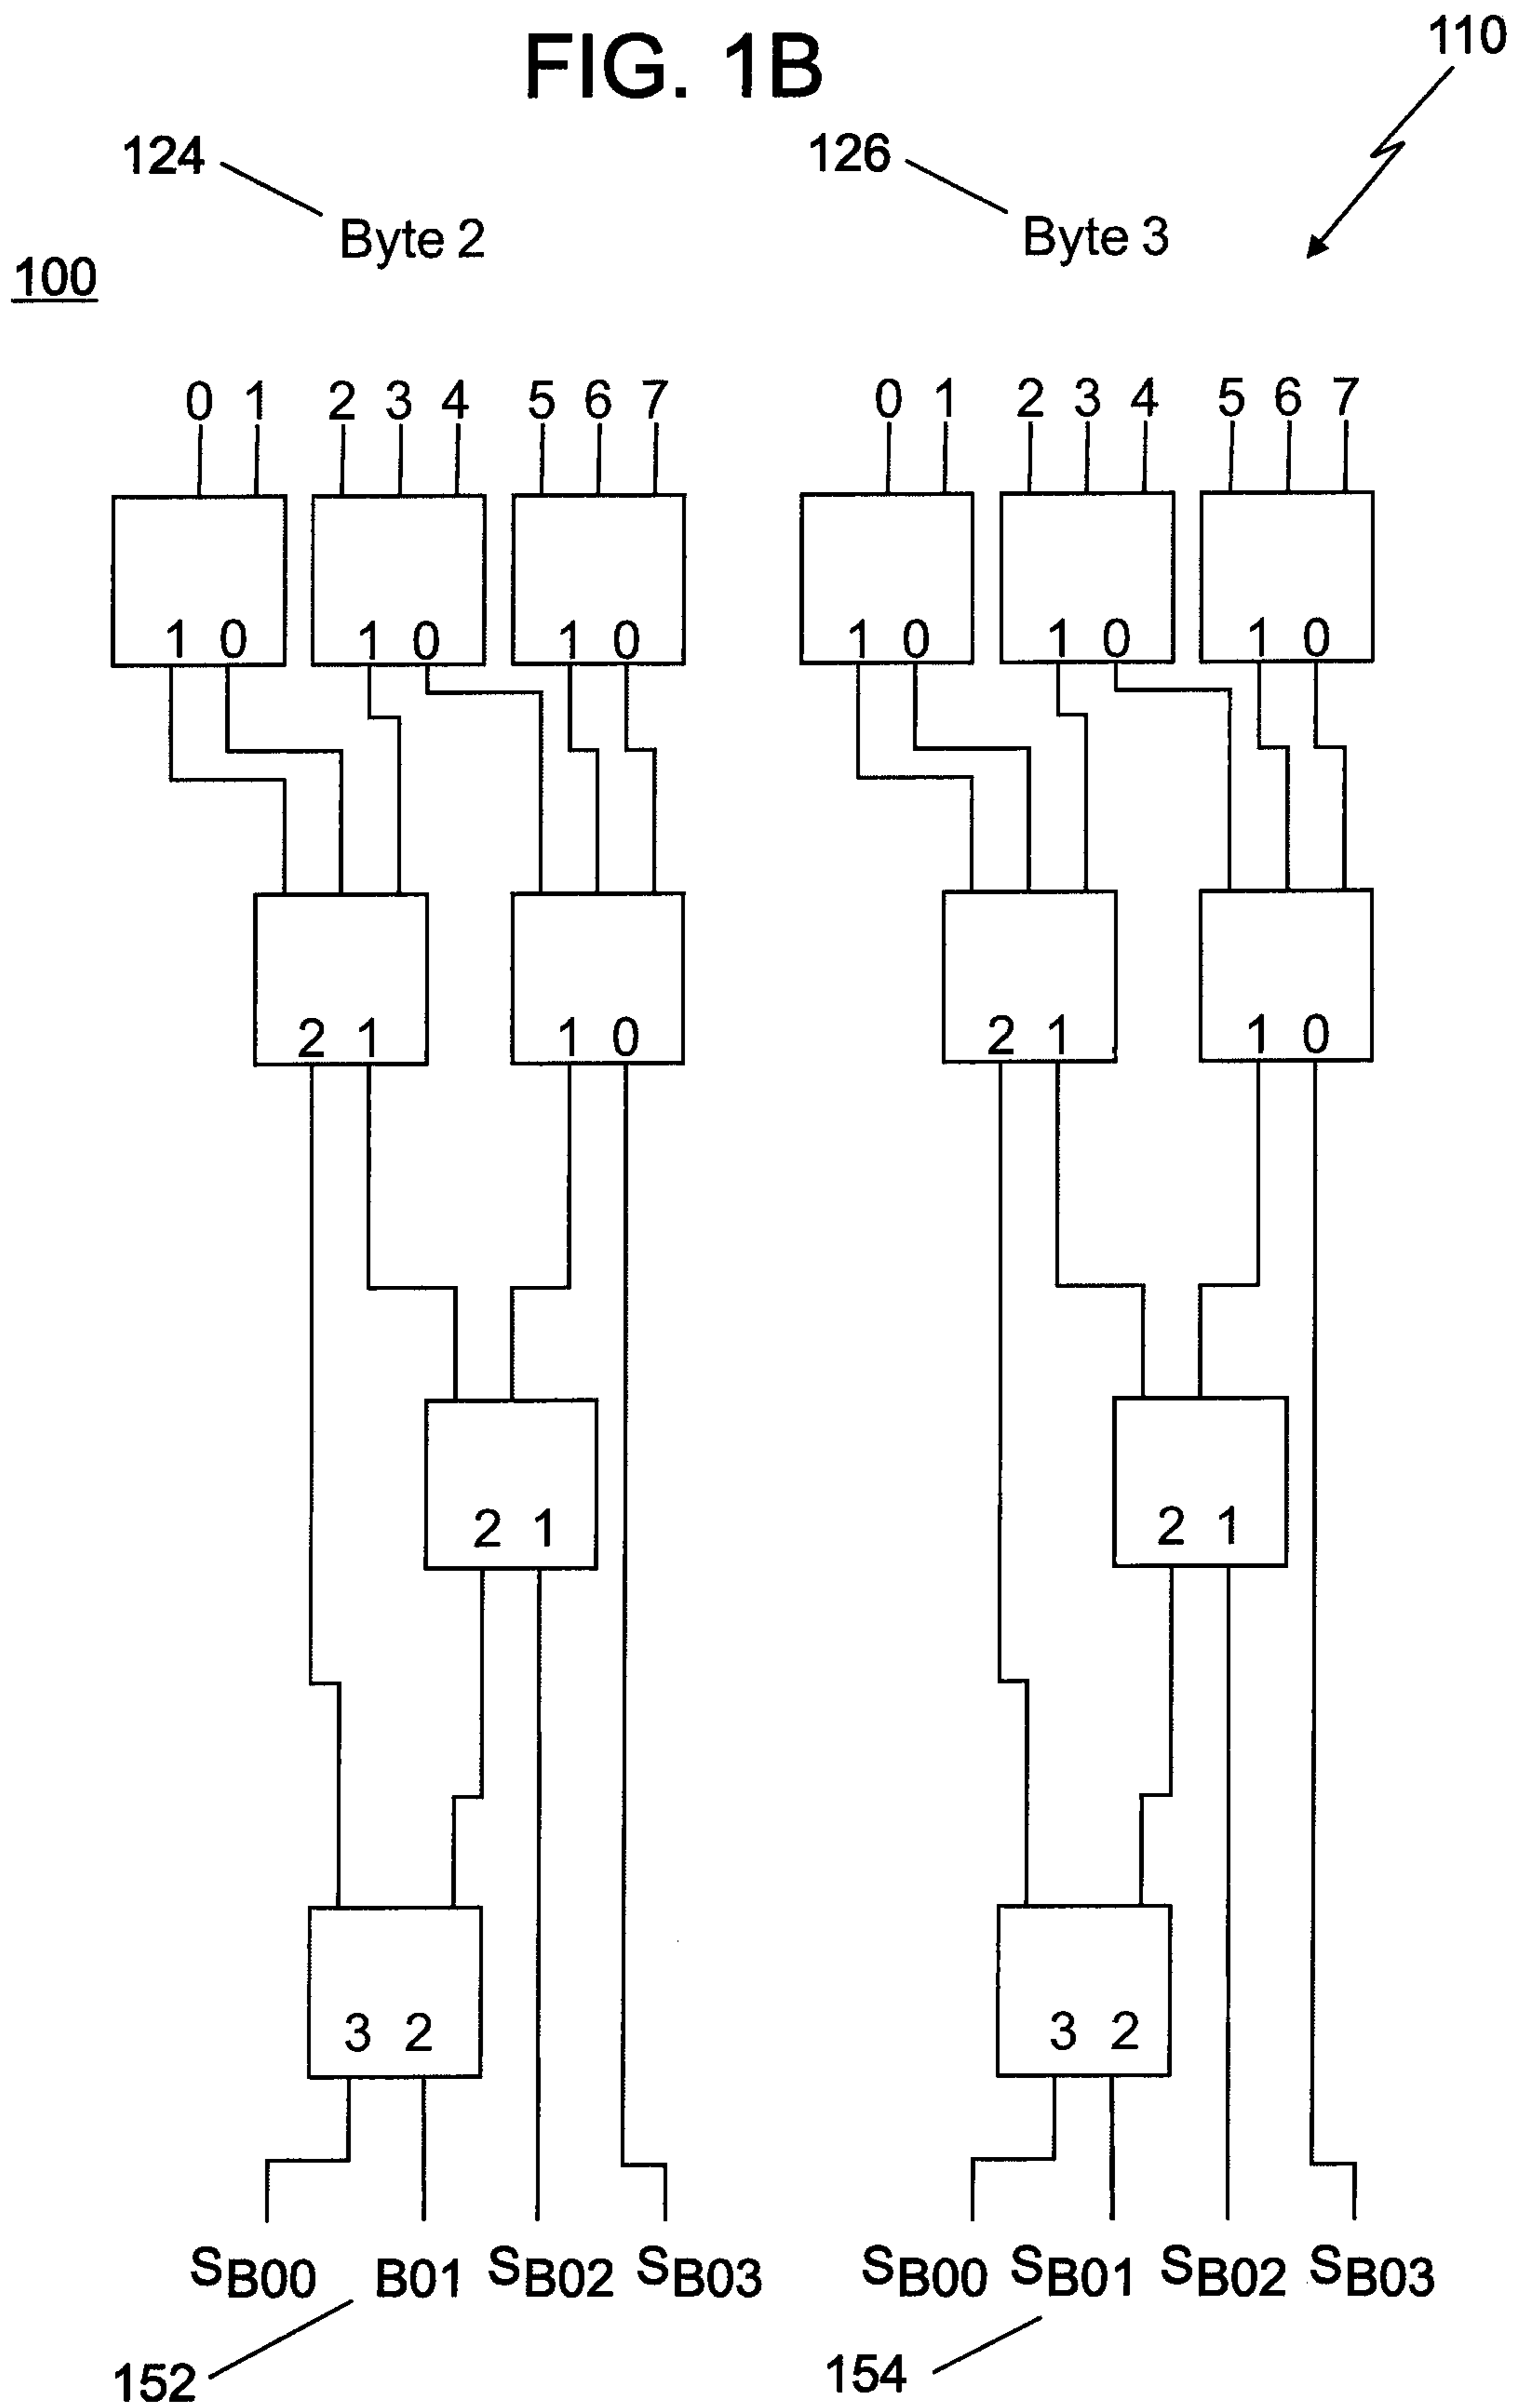 FIG. 1B
110
124
126
Byte 2
Byte 3
100
0 1 2 3 4 5 6 7
0 1 2 3 4 5 6 7
1 0 1 0 1 0
1 0 1 0 1 0
2 1 1 0
2 1 1 0
2 1
2 1
3 2
3 2
SB00 B01 SB02 SB03
SB00 SB01 SB02 SB03
152
154